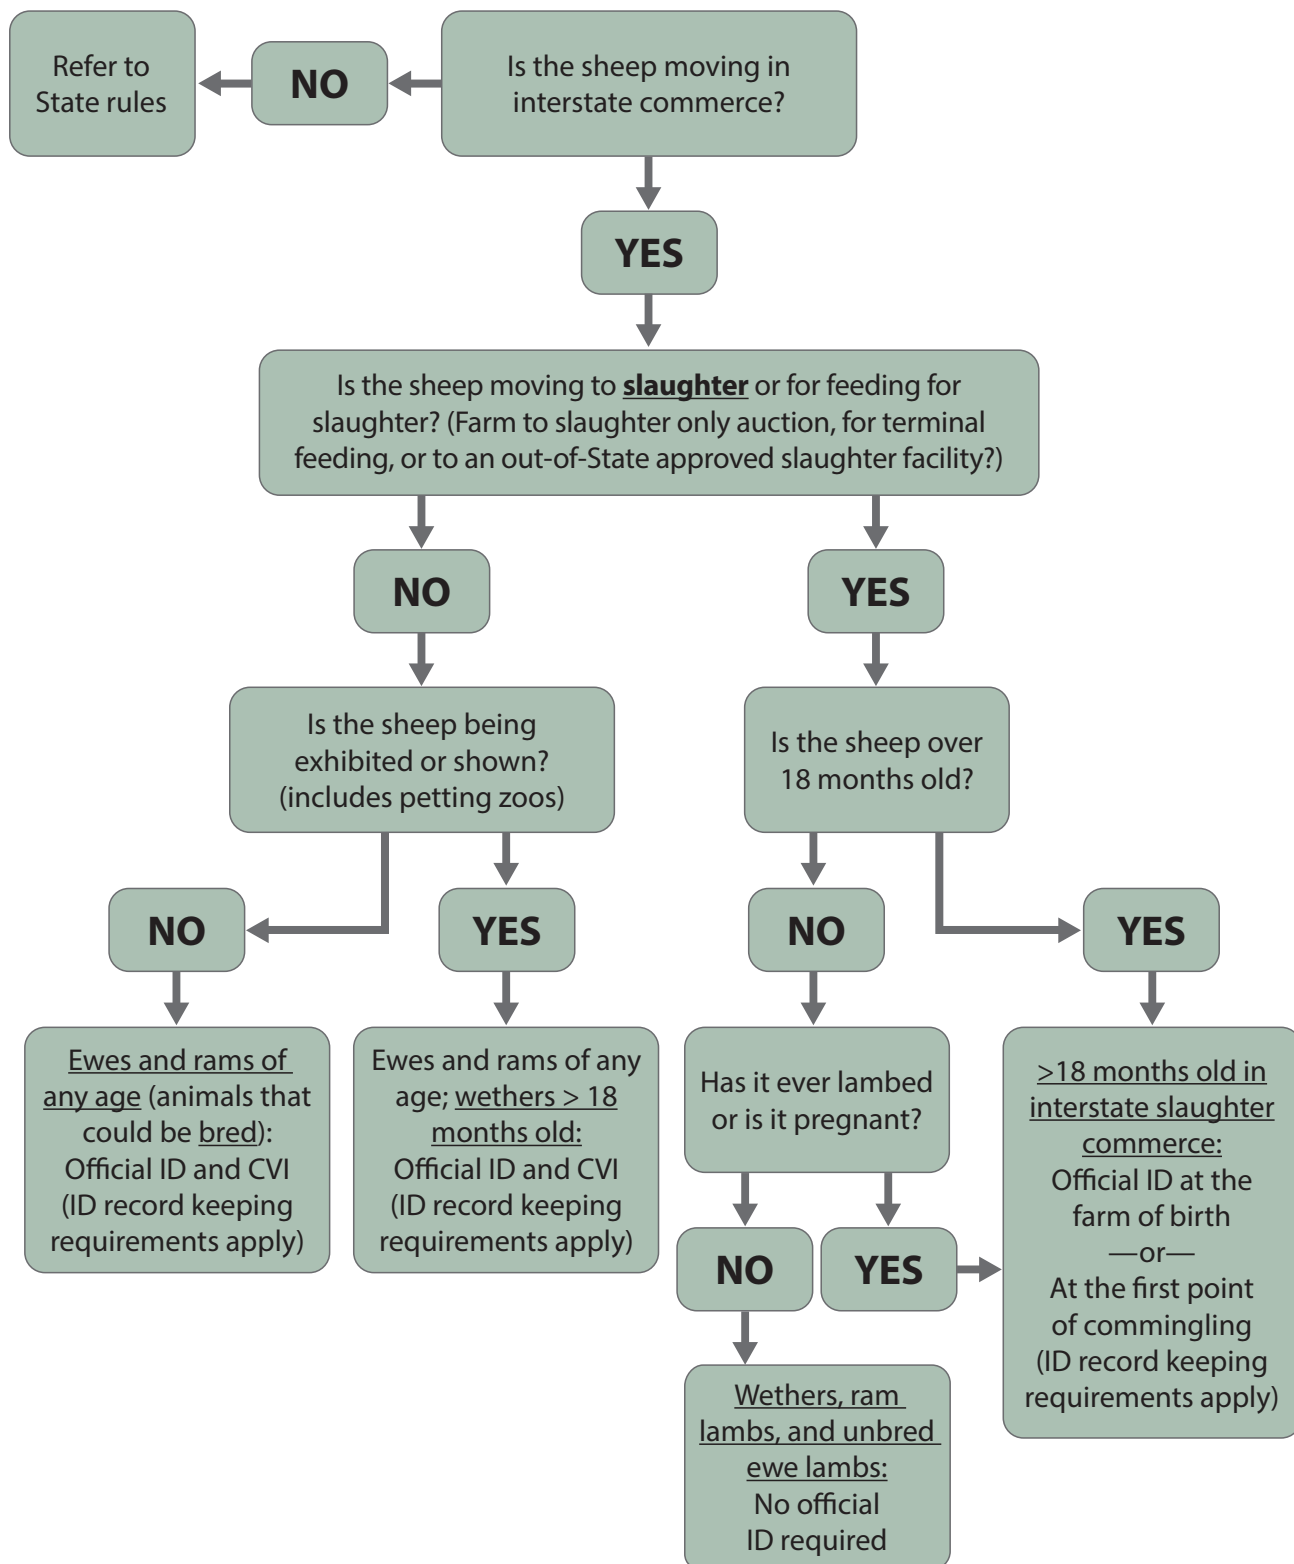 Refer to
State rules
NO
Is the sheep moving in
interstate commerce?
YES
Is the sheep moving to slaughter or for feeding for
slaughter? (Farm to slaughter only auction, for terminal
feeding, or to an out-of-State approved slaughter facility?)
NO
YES
Is the sheep being
exhibited or shown?
(includes petting zoos)
Is the sheep over
18 months old?
NO
YES
NO
YES
Ewes and rams of
any age (animals that
could be bred):
Official ID and CVI
(ID record keeping
requirements apply)
Ewes and rams of any
age; wethers > 18
months old:
Official ID and CVI
(ID record keeping
requirements apply)
Has it ever lambed
or is it pregnant?
>18 months old in
interstate slaughter
commerce:
Official ID at the
farm of birth
—or—
At the first point
of commingling
(ID record keeping
requirements apply)
NO
YES
Wethers, ram
lambs, and unbred
ewe lambs:
No official
ID required